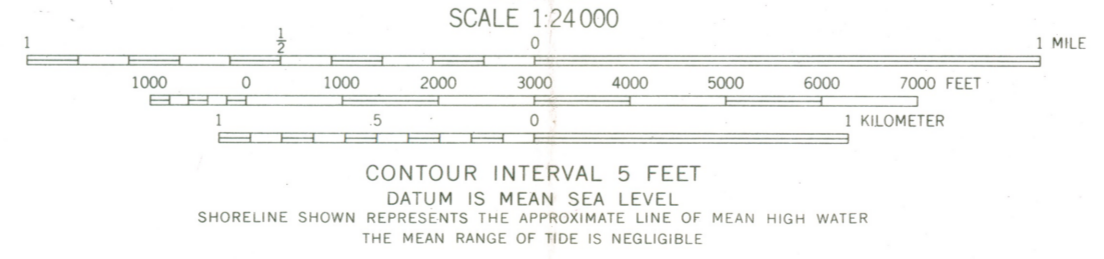 SCALE 1:24 000
1 1/2 0 1 MILE
1000 0 1000 2000 3000 4000 5000 6000 7000 FEET
1 .5 0 1 KILOMETER
CONTOUR INTERVAL 5 FEET
DATUM IS MEAN SEA LEVEL
SHORELINE SHOWN REPRESENTS THE APPROXIMATE LINE OF MEAN HIGH WATER
THE MEAN RANGE OF TIDE IS NEGLIGIBLE